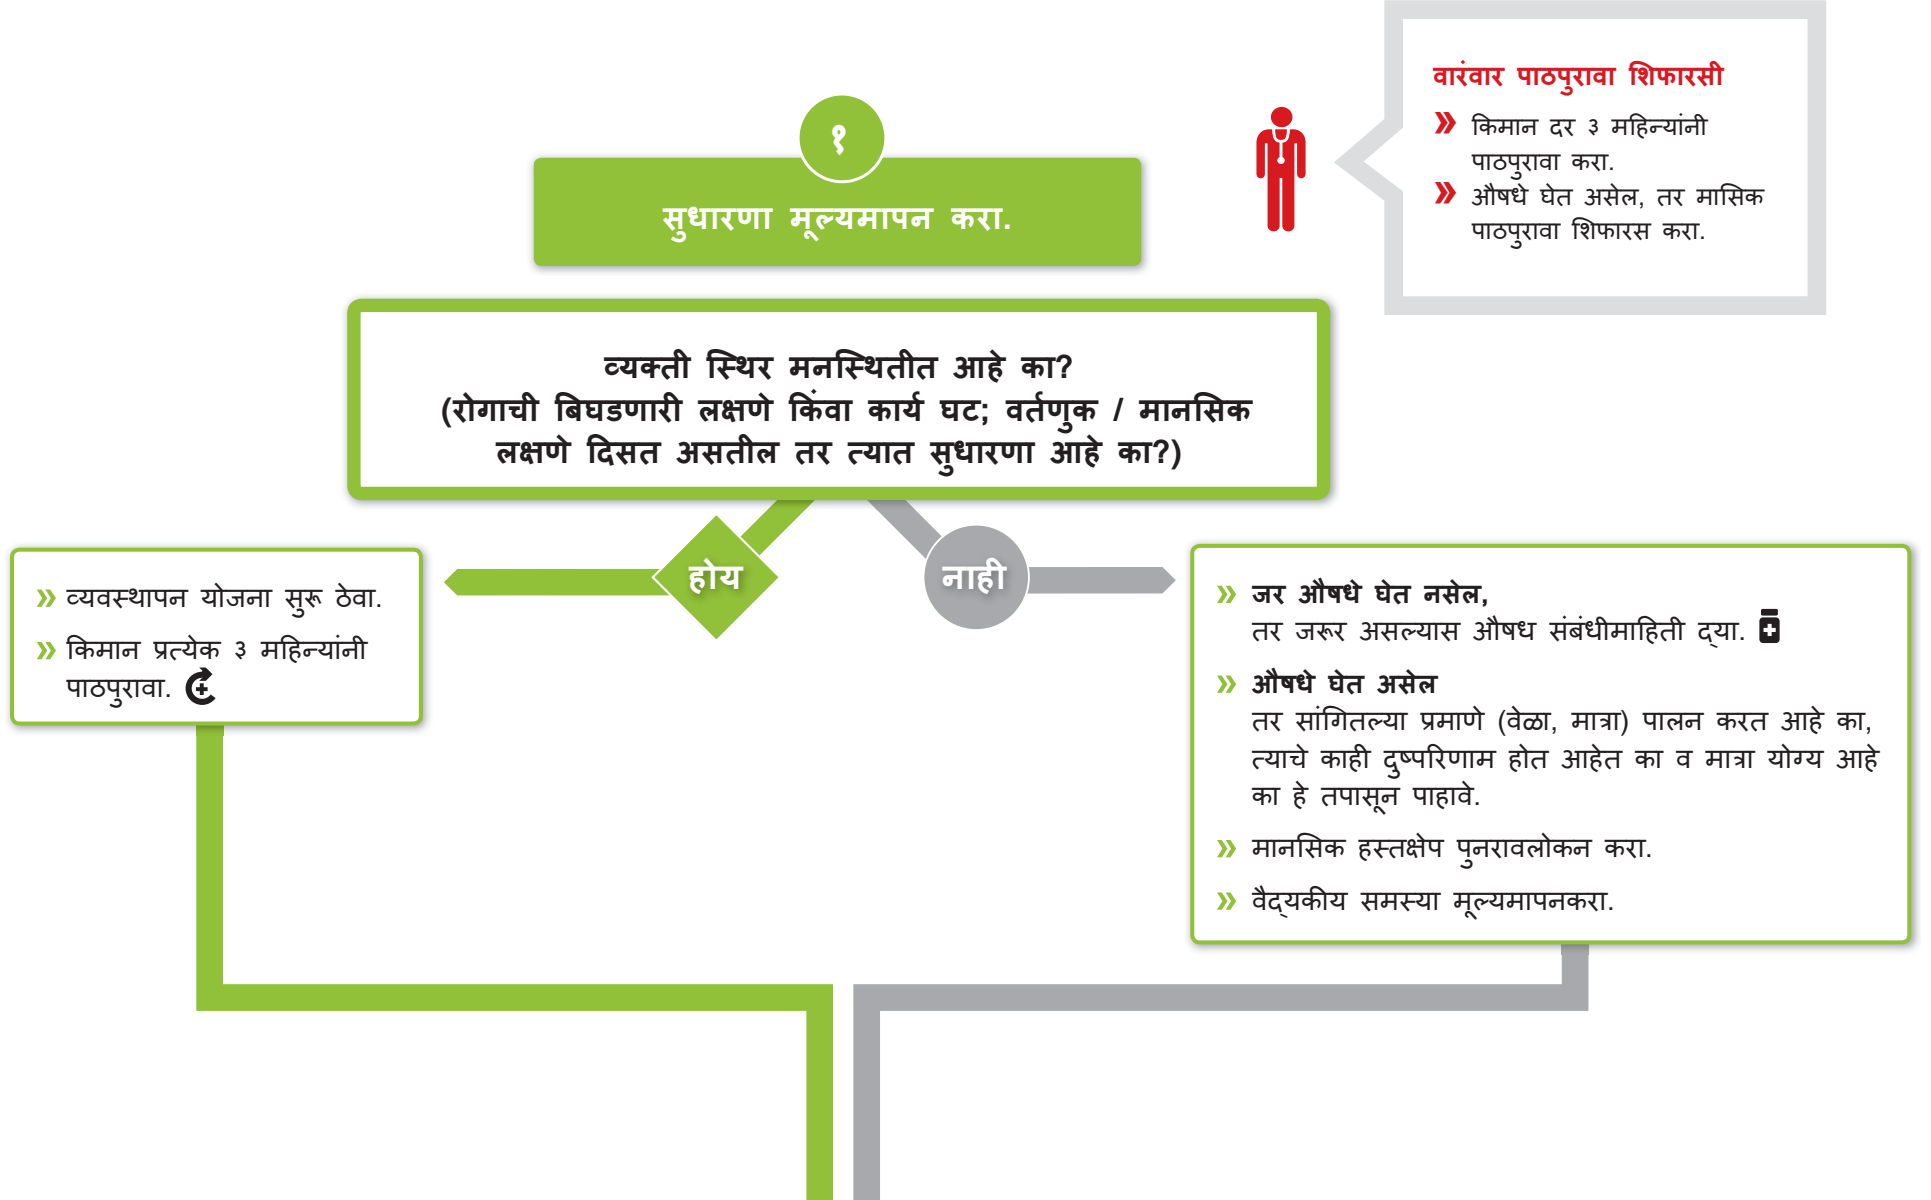 वारंवार पाठपुरावा शिफारसी
किमान दर ३ महिन्यांनी
पाठपुरावा करा.
औषधे घेत असेल, तर मासिक
पाठपुरावा शिफारस करा.
१
सुधारणा मूल्यमापन करा.
व्यक्ती स्थिर मनस्थितीत आहे का?
(रोगाची बिघडणारी लक्षणे किंवा कार्य घट; वर्तणुक / मानसिक
लक्षणे दिसत असतील तर त्यात सुधारणा आहे का?)
होय
नाही
व्यवस्थापन योजना सुरू ठेवा.
किमान प्रत्येक ३ महिन्यांनी
पाठपुरावा.
जर औषधे घेत नसेल,
तर जरूर असल्यास औषध संबंधीमाहिती द्या.
औषधे घेत असेल
तर सांगितल्या प्रमाणे (वेळा, मात्रा) पालन करत आहे का,
त्याचे काही दुष्परिणाम होत आहेत का व मात्रा योग्य आहे
का हे तपासून पाहावे.
मानसिक हस्तक्षेप पुनरावलोकन करा.
वैद्यकीय समस्या मूल्यमापनकरा.